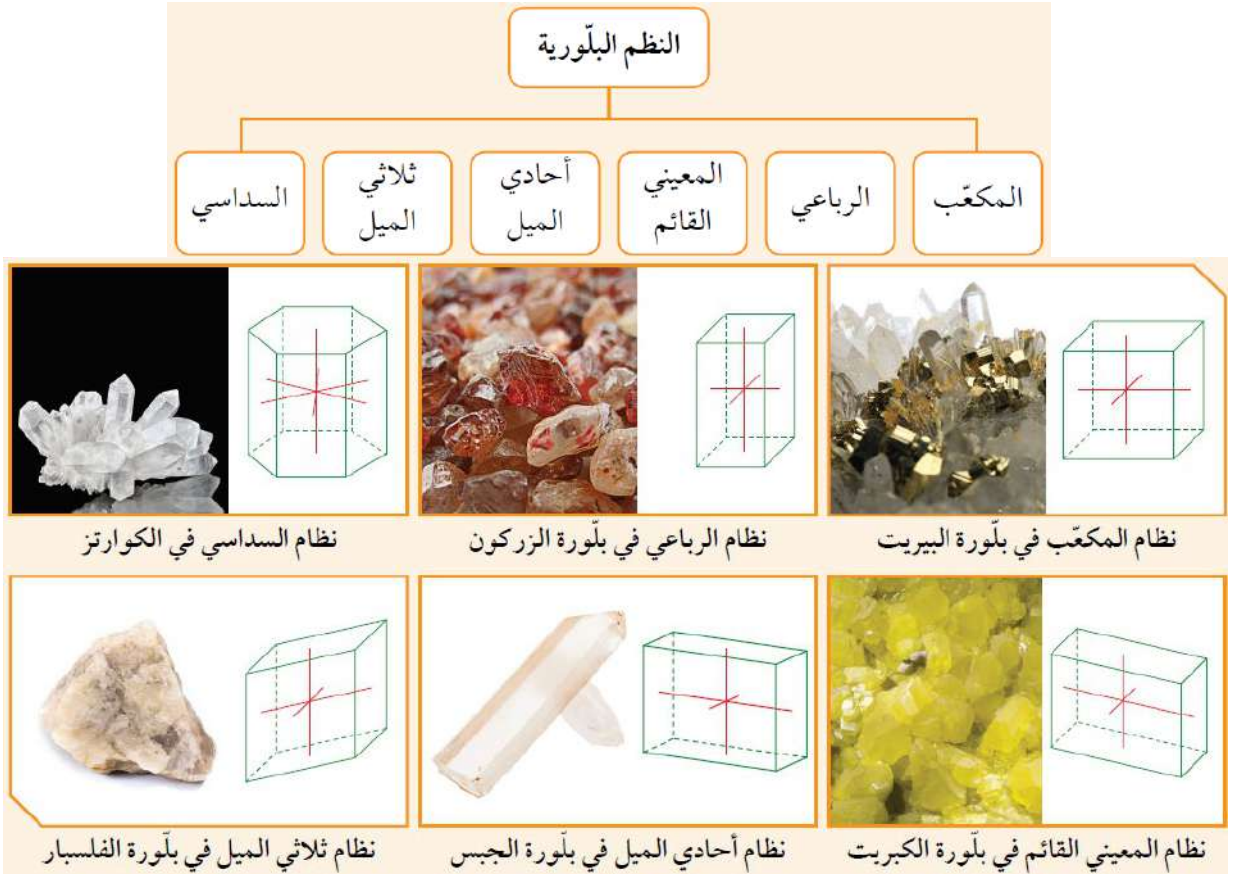 النظم البلّورية
المكعّب
الرباعي
المعيني
القائم
أحادي
الميل
ثلاثي
الميل
السداسي
نظام المكعّب في بلّورة البيريت
نظام الرباعي في بلّورة الزركون
نظام السداسي في الكوارتز
نظام المعيني القائم في بلّورة الكبريت
نظام أحادي الميل في بلّورة الجبس
نظام ثلاثي الميل في بلّورة الفلسبار